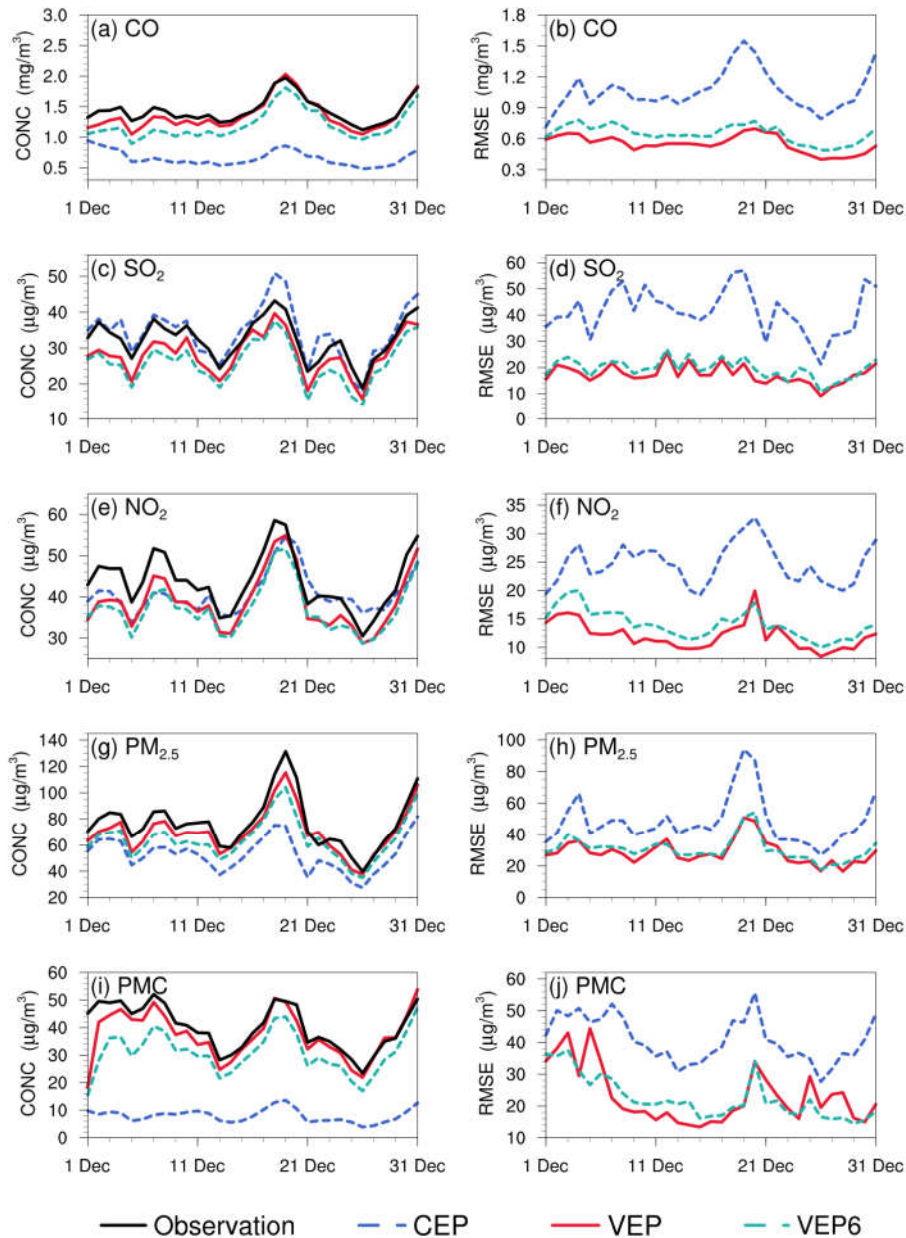 (a) CO
CONC (mg/m³)
3.0
2.0
1.5
1.0
0.5
1 Dec 11 Dec 21 Dec 31 Dec
(b) CO
RMSE (mg/m³)
1.8
1.5
1.2
0.9
0.6
0.3
1 Dec 11 Dec 21 Dec 31 Dec
(c) SO₂
CONC (μg/m³)
50
40
30
20
10
1 Dec 11 Dec 21 Dec 31 Dec
(d) SO₂
RMSE (μg/m³)
60
50
40
30
20
10
0
1 Dec 11 Dec 21 Dec 31 Dec
(e) NO₂
CONC (μg/m³)
60
50
40
30
1 Dec 11 Dec 21 Dec 31 Dec
(f) NO₂
RMSE (μg/m³)
35
30
25
20
15
10
1 Dec 11 Dec 21 Dec 31 Dec
(g) PM₂.₅
CONC (μg/m³)
140
120
100
80
60
40
20
1 Dec 11 Dec 21 Dec 31 Dec
(h) PM₂.₅
RMSE (μg/m³)
100
80
60
40
20
0
1 Dec 11 Dec 21 Dec 31 Dec
(i) PMC
CONC (μg/m³)
60
50
40
30
20
10
0
1 Dec 11 Dec 21 Dec 31 Dec
(j) PMC
RMSE (μg/m³)
60
50
40
30
20
10
1 Dec 11 Dec 21 Dec 31 Dec
Observation CEP VEP VEP6